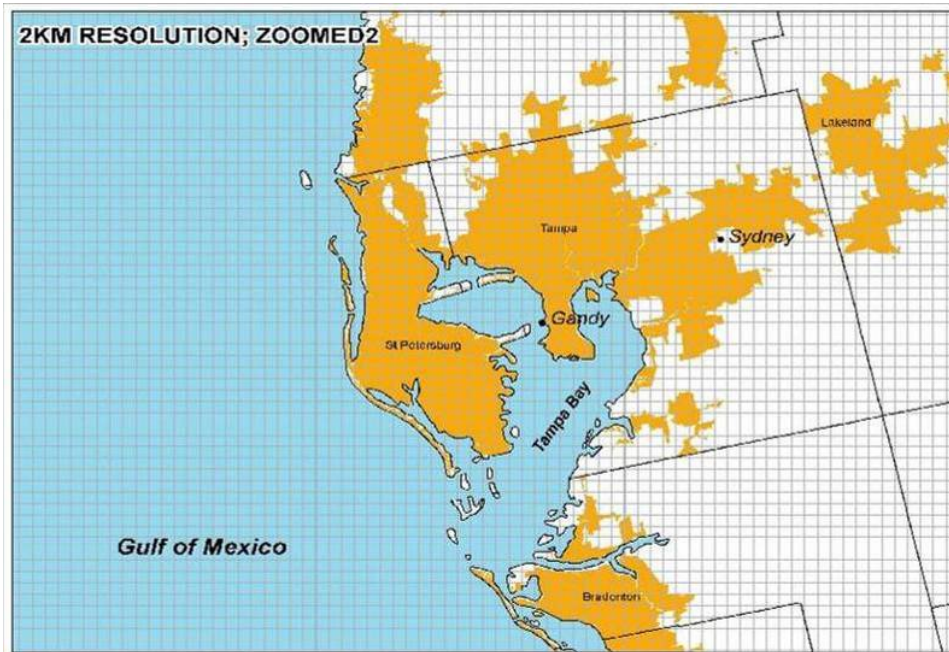 2KM RESOLUTION; ZOOMED2
Lakeland
Tampa
Sydney
Gandy
St Petersburg
Tampa Bay
Gulf of Mexico
Bradenton